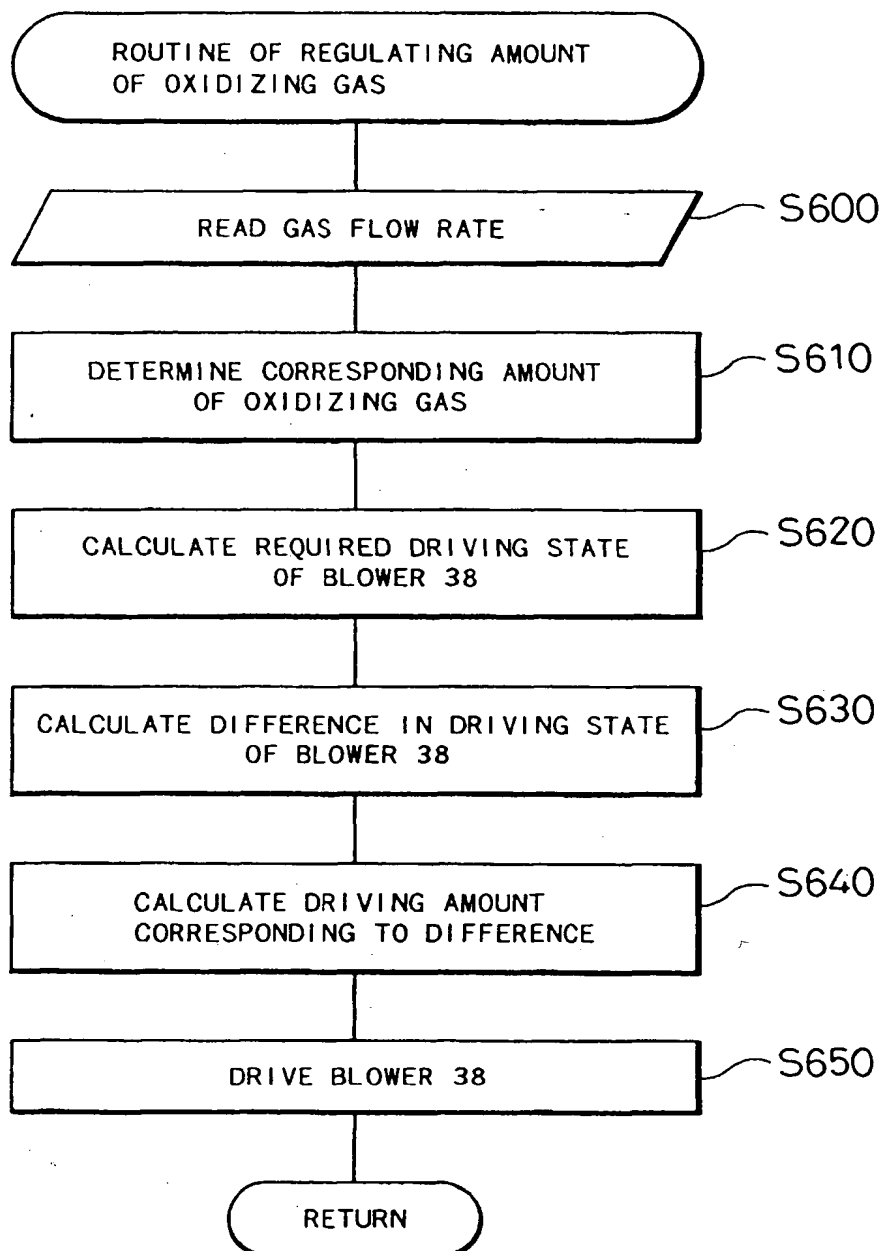 ROUTINE OF REGULATING AMOUNT
OF OXIDIZING GAS
READ GAS FLOW RATE
S600
DETERMINE CORRESPONDING AMOUNT
OF OXIDIZING GAS
S610
CALCULATE REQUIRED DRIVING STATE
OF BLOWER 38
S620
CALCULATE DIFFERENCE IN DRIVING STATE
OF BLOWER 38
S630
CALCULATE DRIVING AMOUNT
CORRESPONDING TO DIFFERENCE
S640
DRIVE BLOWER 38
S650
RETURN